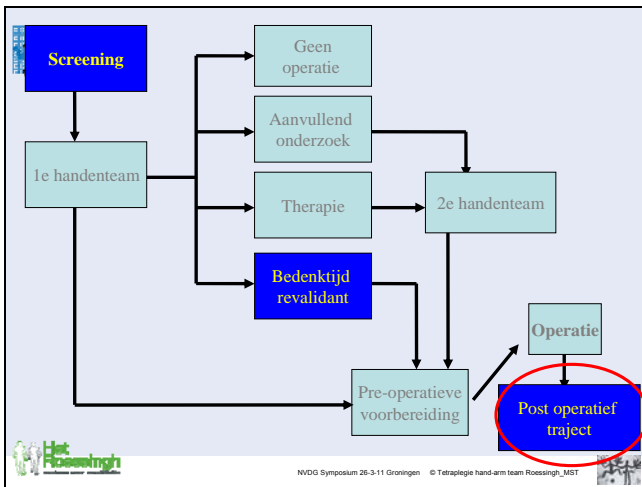 Screening
Geen
operatie
Aanvullend
onderzoek
1e handenteam
Therapie
2e handenteam
Bedenktijd
revalidant
Operatie
Pre-operatieve
voorbereiding
Post operatief
traject
Het
Roessingh
NVDG Symposium 26-3-11 Groningen © Tetraplegie hand-arm team Roessingh_MST